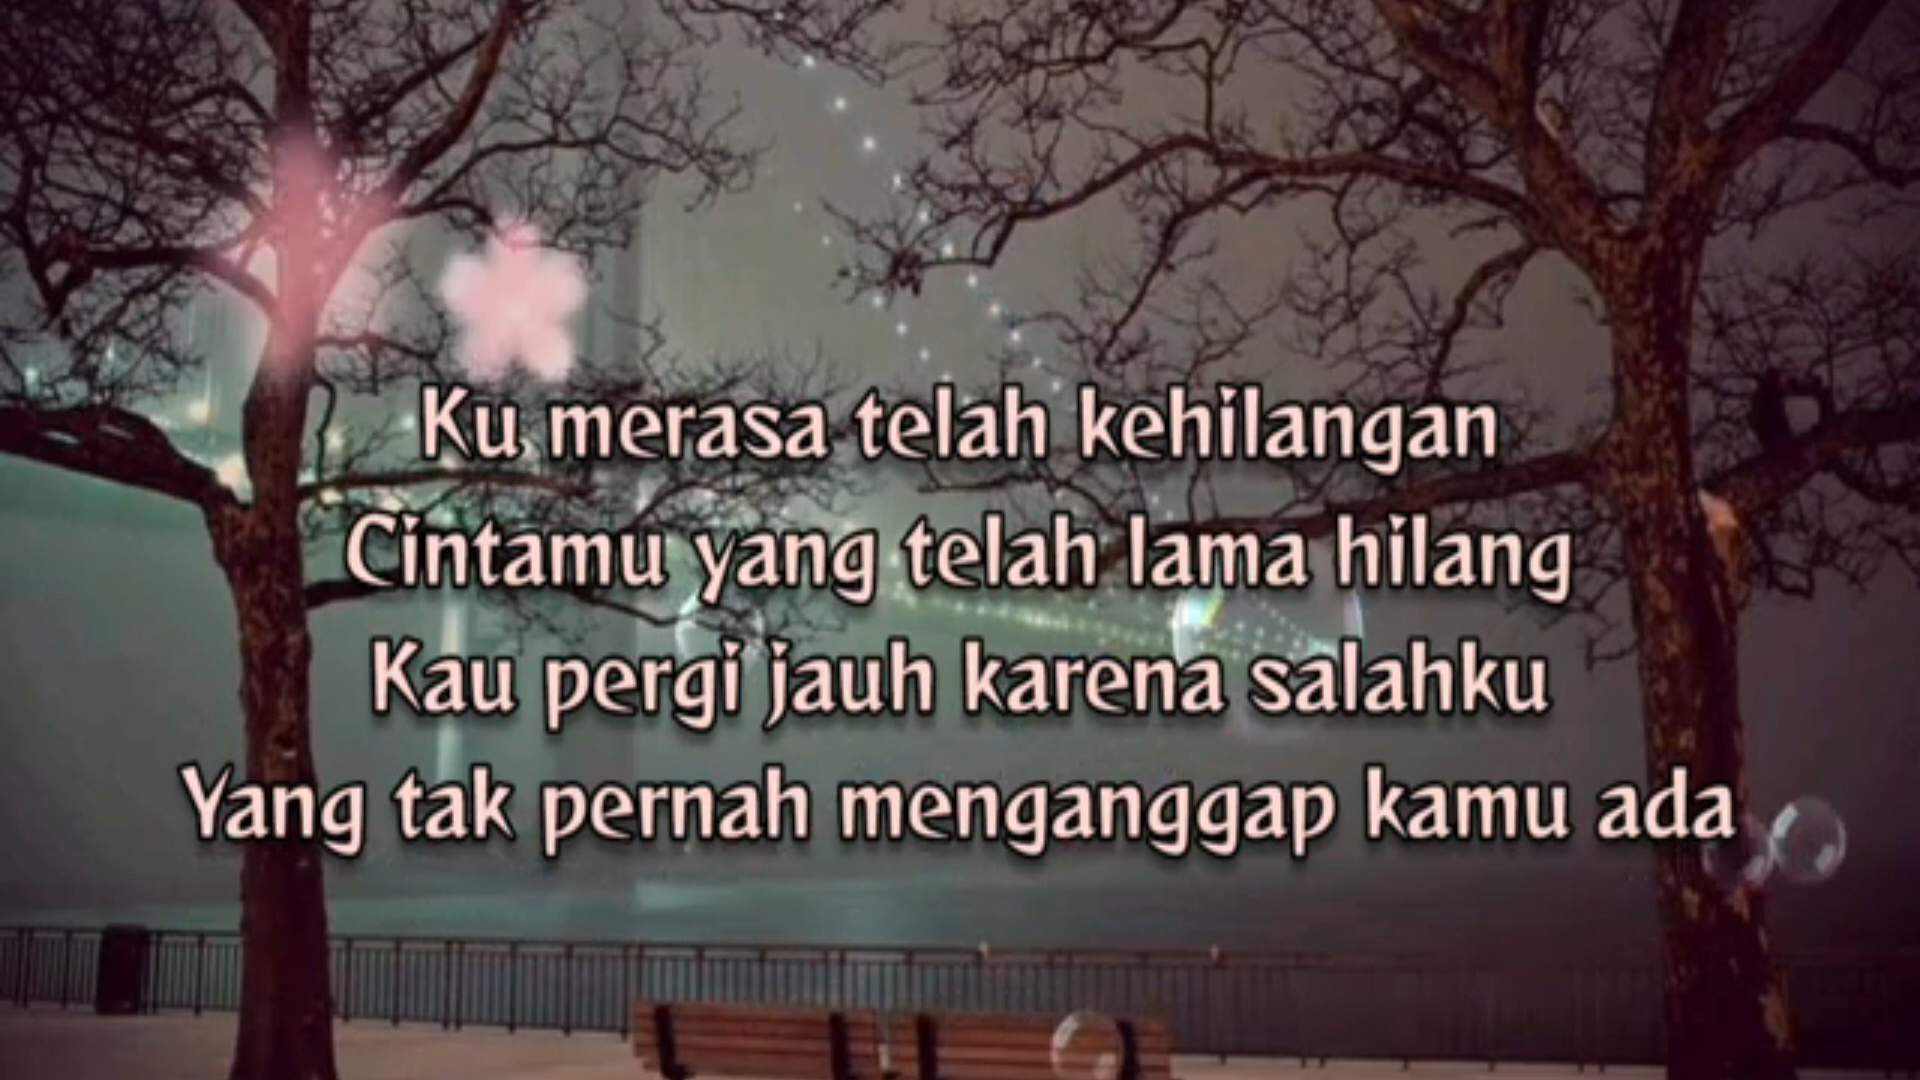 Ku merasa telah kehilangan
Cintamu yang telah lama hilang
Kau pergi jauh karena salahku
Yang tak pernah menganggap kamu ada